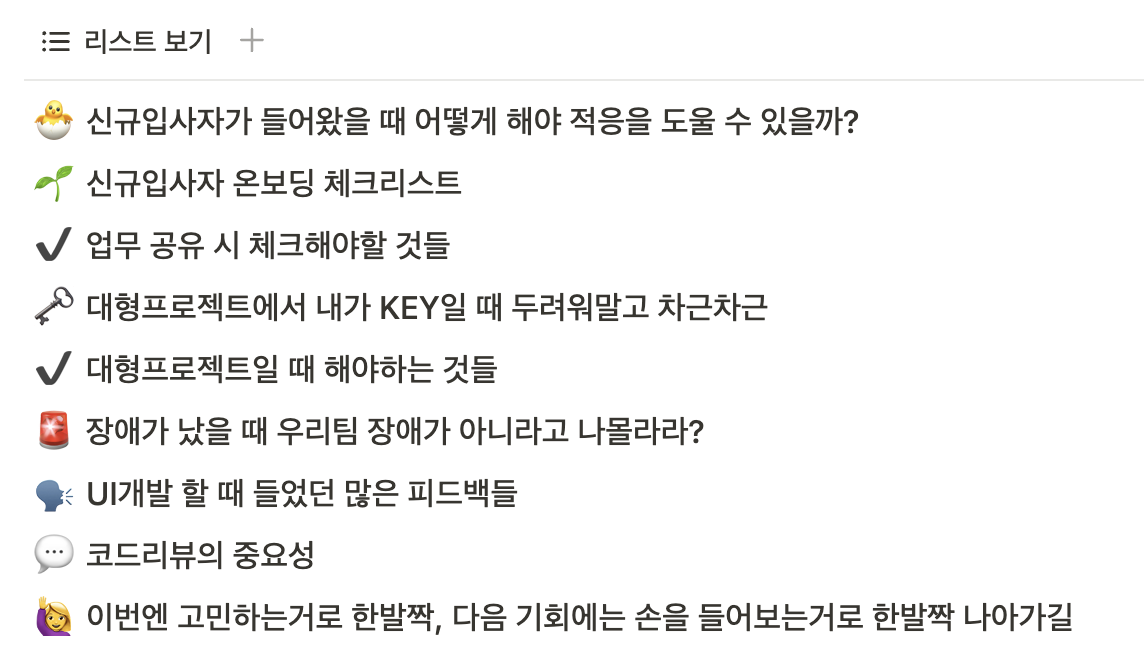 리스트 보기
신규입사자가 들어왔을 때 어떻게 해야 적응을 도울 수 있을까?
신규입사자 온보딩 체크리스트
업무 공유 시 체크해야할 것들
대형프로젝트에서 내가 KEY일 때 두려워말고 차근차근
대형프로젝트일 때 해야하는 것들
장애가 났을 때 우리팀 장애가 아니라고 나몰라라?
UI개발 할 때 들었던 많은 피드백들
코드리뷰의 중요성
이번엔 고민하는거로 한발짝, 다음 기회에는 손을 들어보는거로 한발짝 나아가길